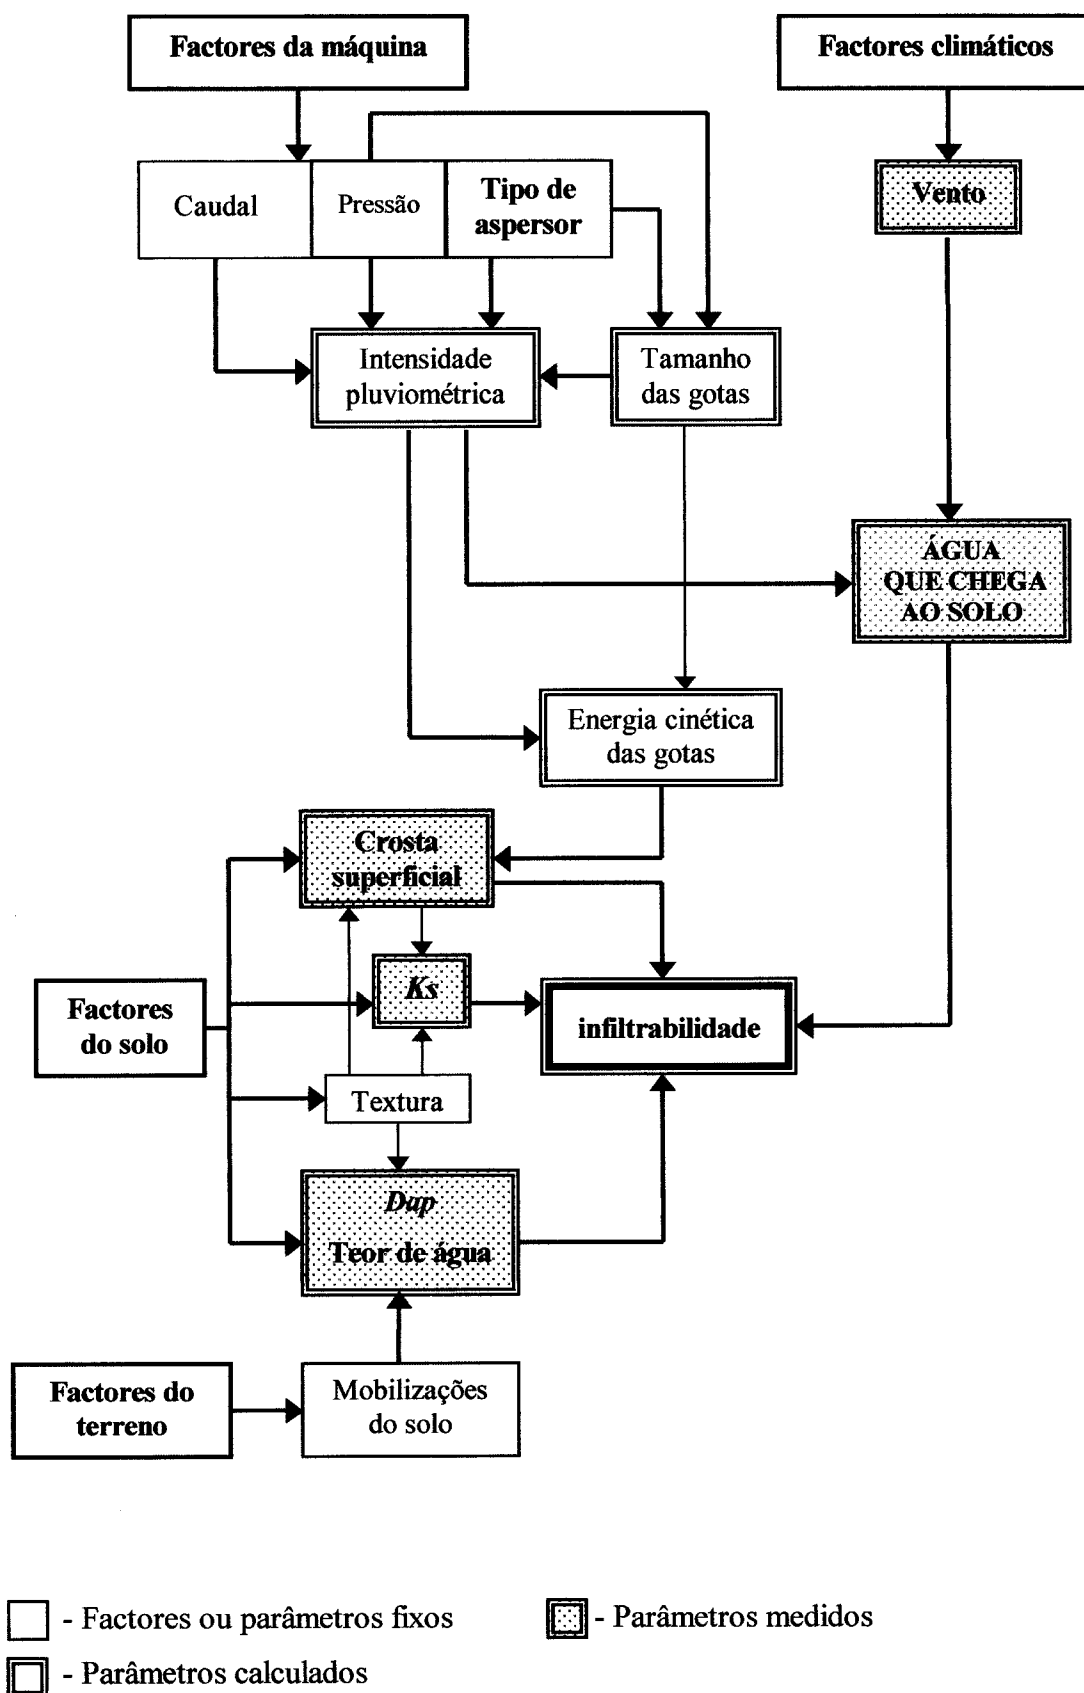 Factores da máquina
Factores climáticos
Caudal
Pressão
Tipo de
aspersor
Vento
Intensidade
pluviométrica
Tamanho
das gotas
ÁGUA
QUE CHEGA
AO SOLO
Energia cinética
das gotas
Crosta
superficial
Ks
Factores
do solo
infiltrabilidade
Textura
Dap
Teor de água
Factores do
terreno
Mobilizações
do solo
- Factores ou parâmetros fixos
- Parâmetros medidos
- Parâmetros calculados